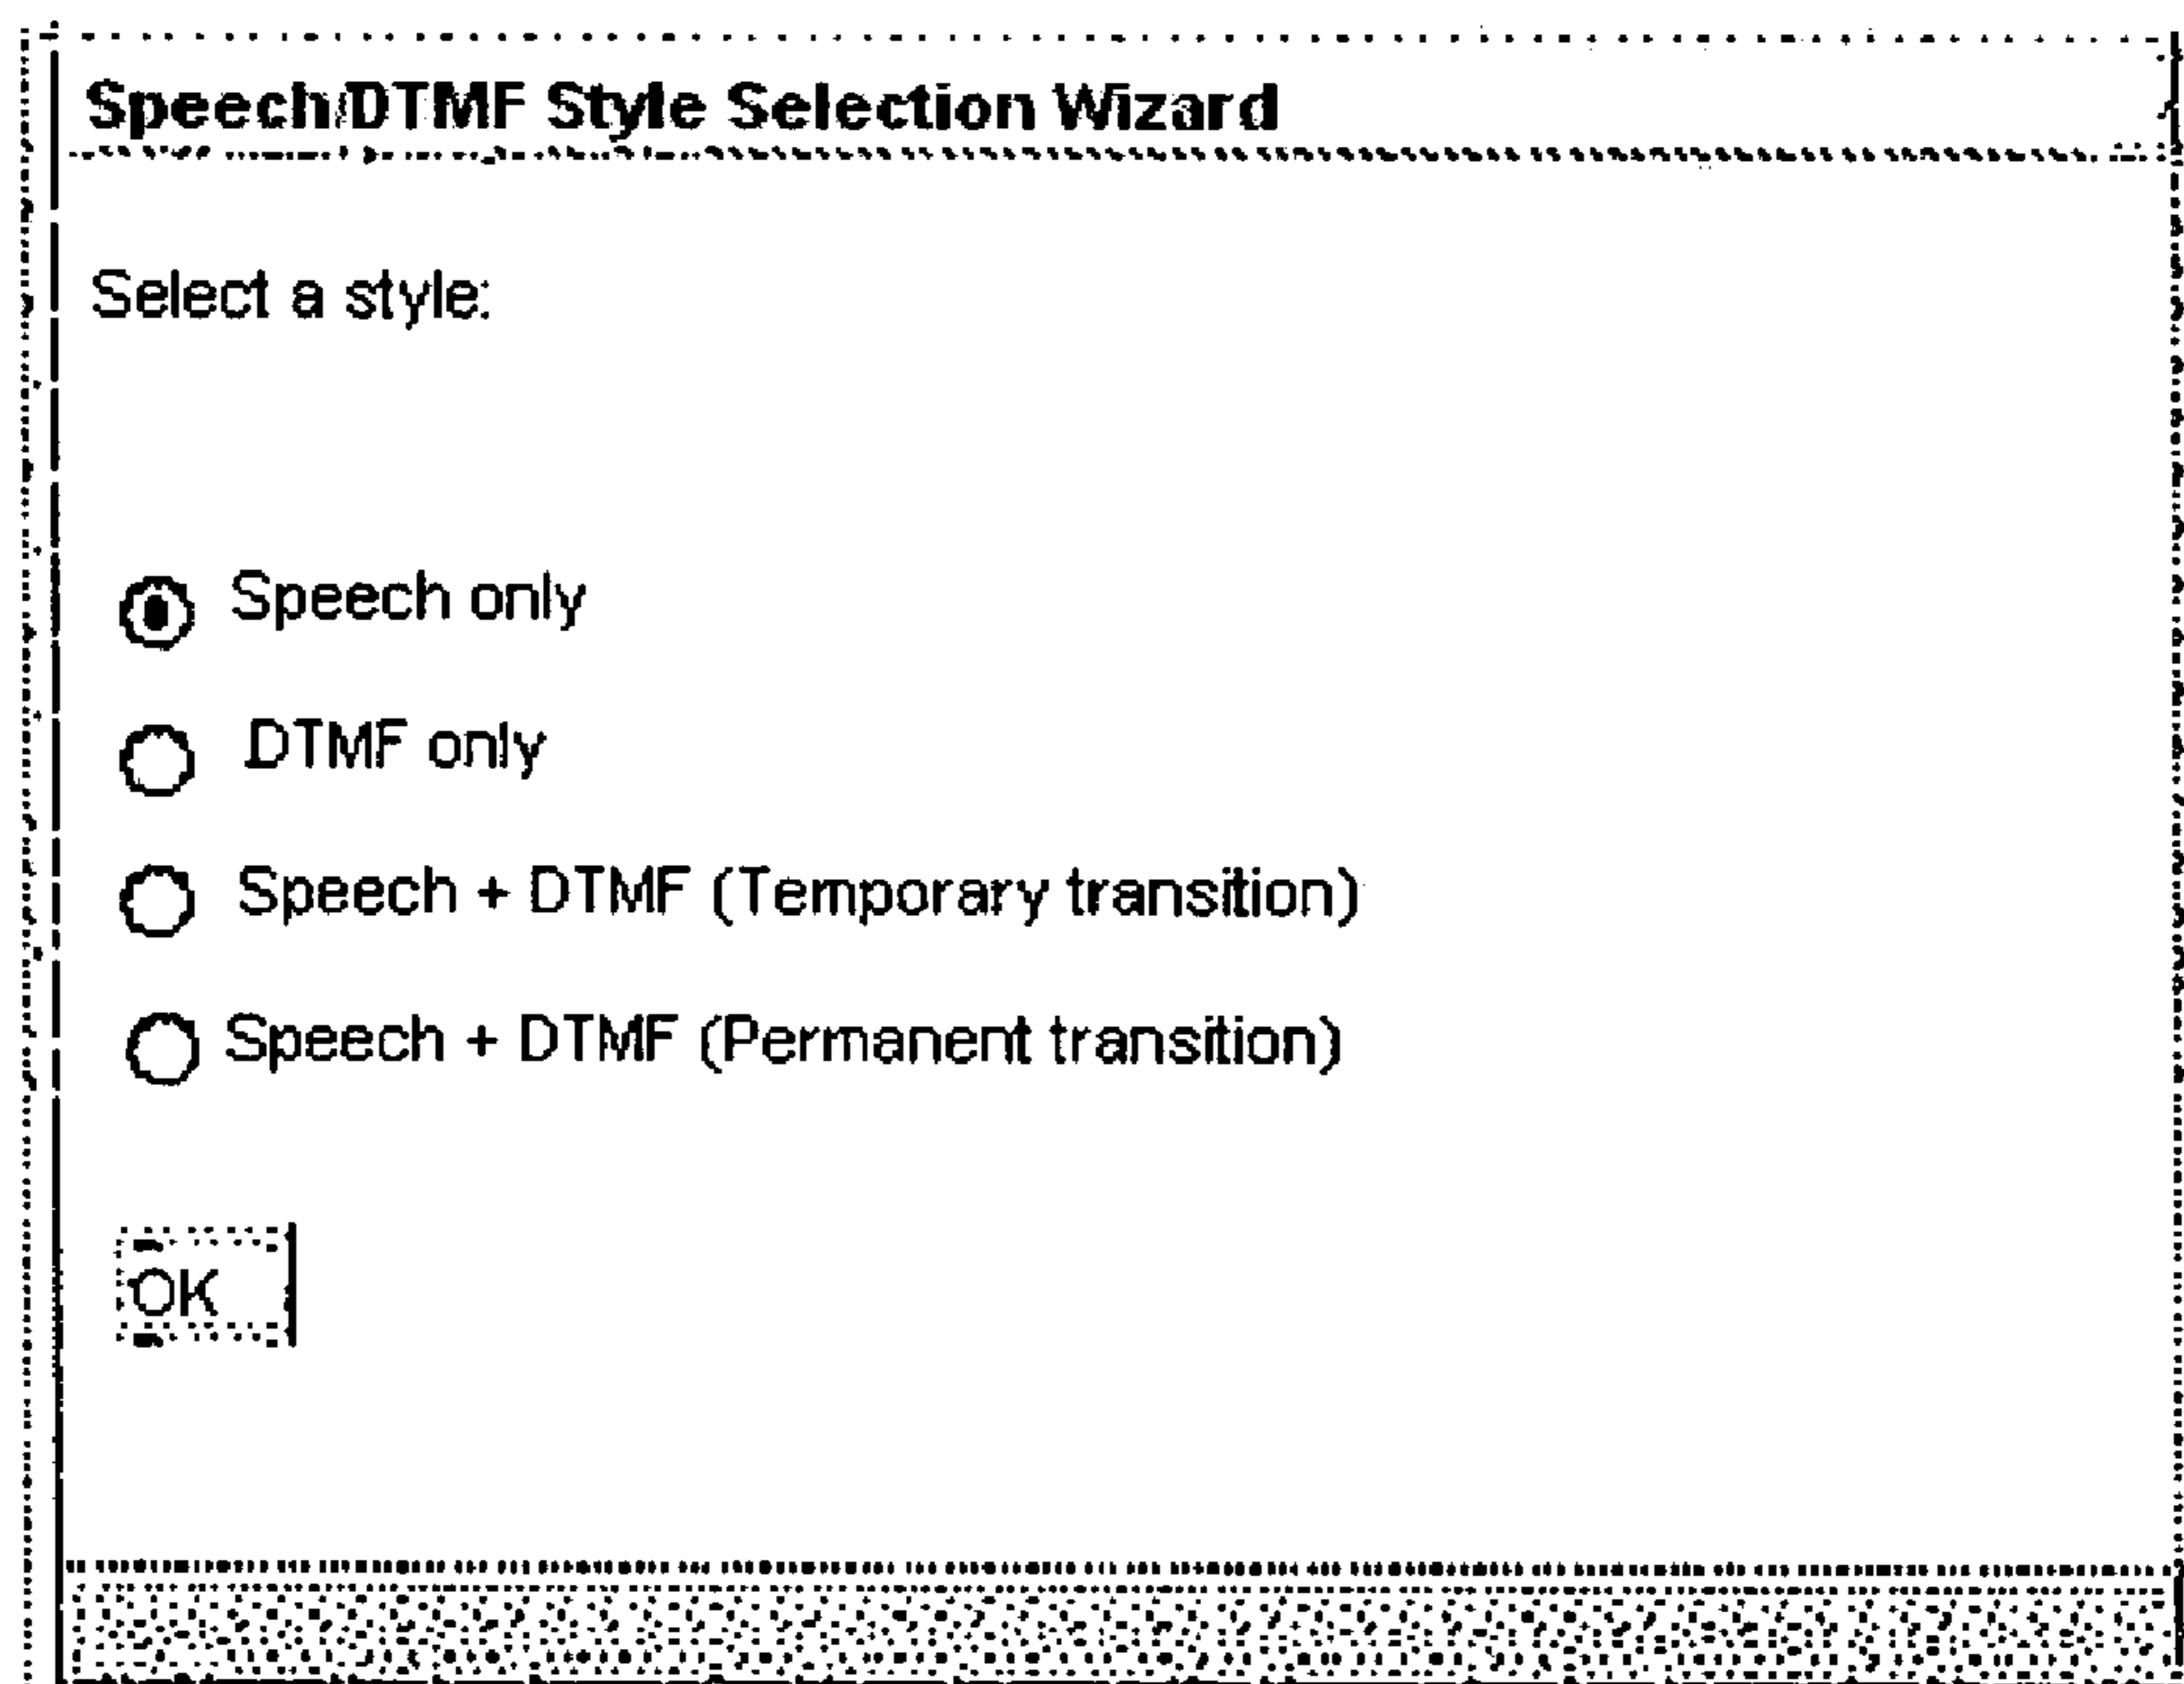 Speech/DTMF Style Selection Wizard
Select a style:
Speech only
DTMF only
Speech + DTMF (Temporary transition)
Speech + DTMF (Permanent transition)
OK